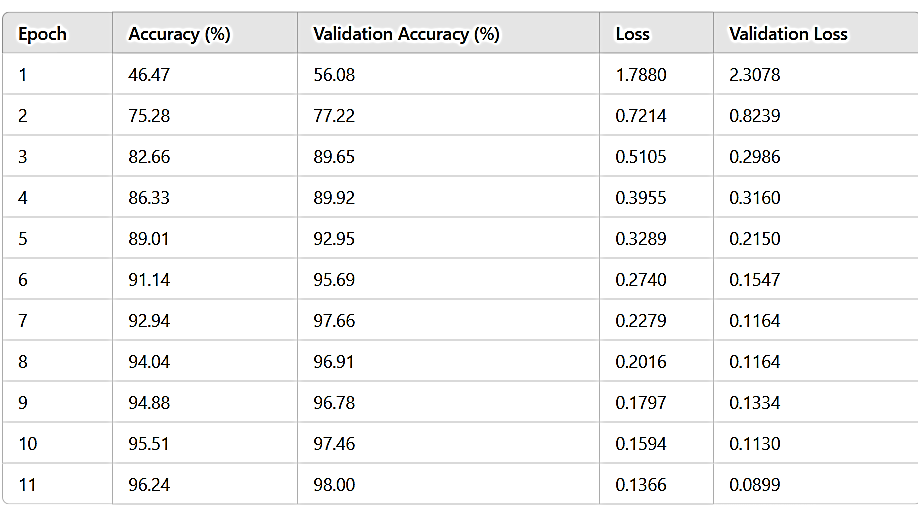 Epoch Accuracy (%) Validation Accuracy (%) Loss Validation Loss
1 46.47 56.08 1.7880 2.3078
2 75.28 77.22 0.7214 0.8239
3 82.66 89.65 0.5105 0.2986
4 86.33 89.92 0.3955 0.3160
5 89.01 92.95 0.3289 0.2150
6 91.14 95.69 0.2740 0.1547
7 92.94 97.66 0.2279 0.1164
8 94.04 96.91 0.2016 0.1164
9 94.88 96.78 0.1797 0.1334
10 95.51 97.46 0.1594 0.1130
11 96.24 98.00 0.1366 0.0899